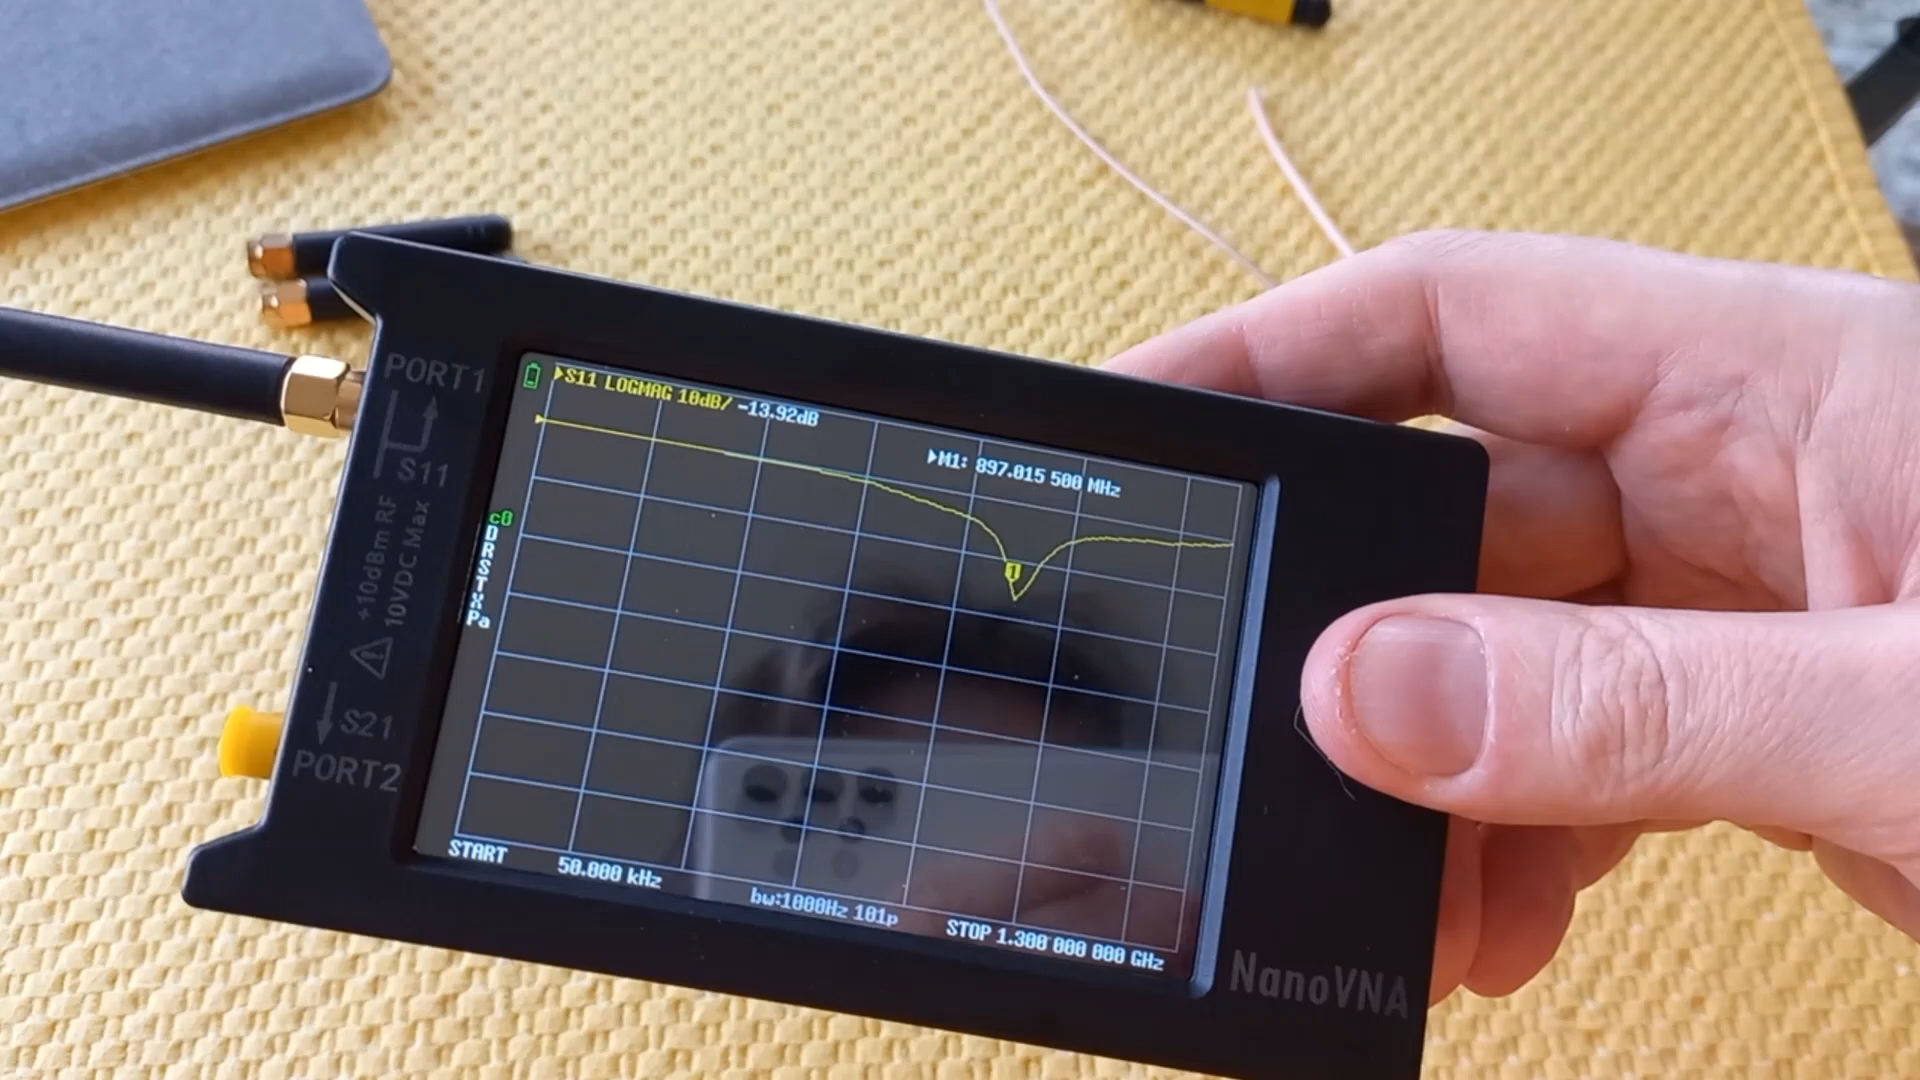 PORT1
S11
+10dBm RF
10VDC Max
S21
PORT2
S11 LOGMAG 10dB/ -13.92dB
M1: 897.015 500 MHz
1
c0
D
R
S
T
X
Pa
START 50.000 kHz
bw:1000Hz 101p
STOP 1.300 000 000 GHz
NanoVNA